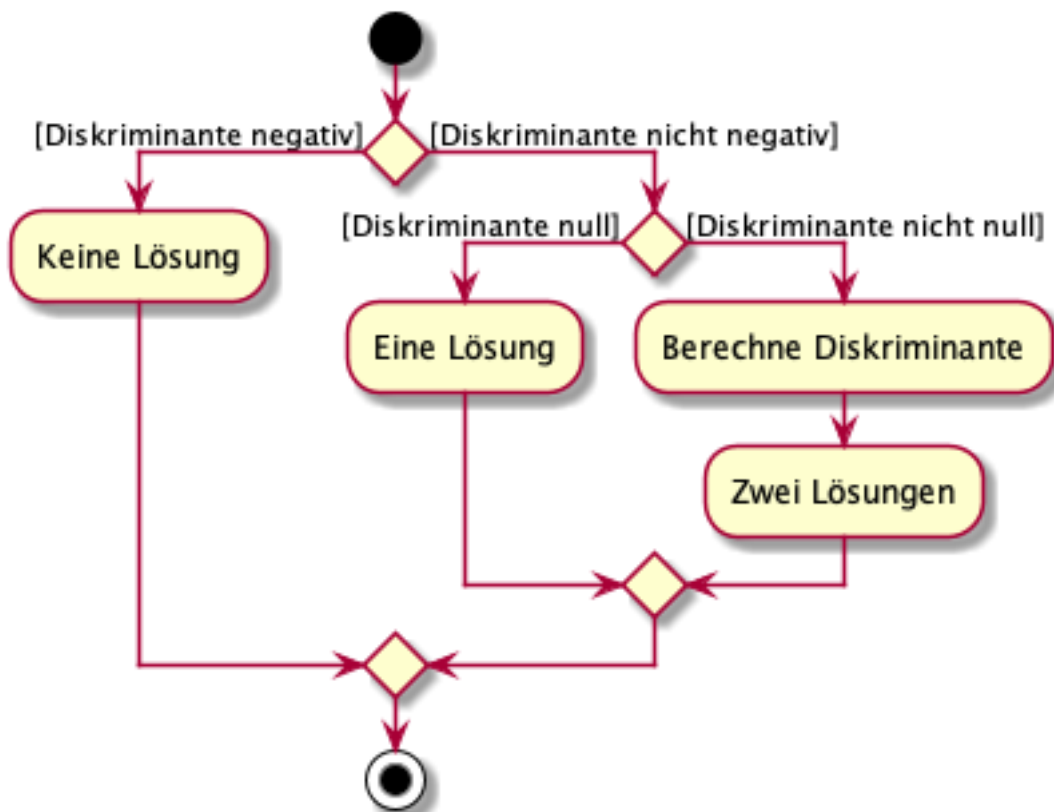 [Diskriminante negativ]
[Diskriminante nicht negativ]
Keine Lösung
[Diskriminante null]
[Diskriminante nicht null]
Eine Lösung
Berechne Diskriminante
Zwei Lösungen